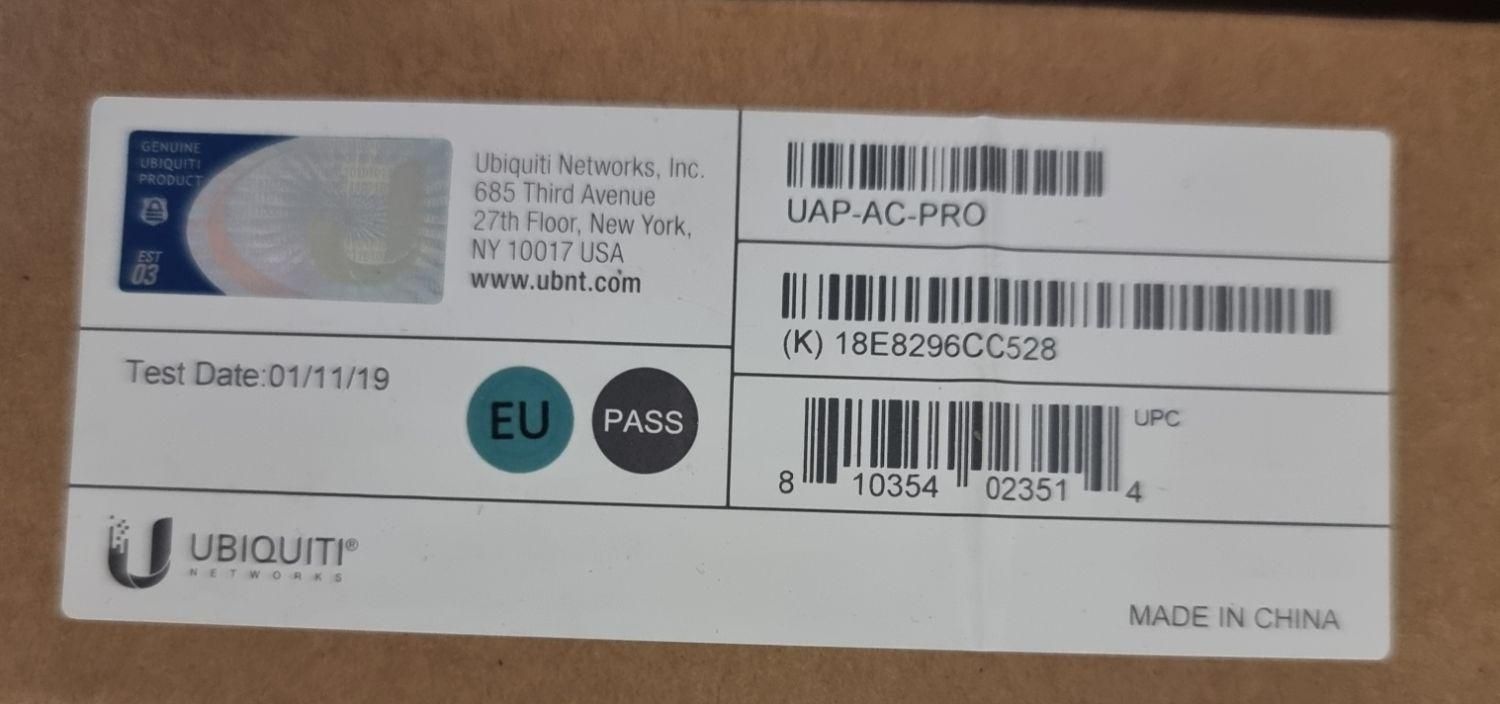 GENUINE
UBIQUITI
PRODUCT
EST
03
Ubiquiti Networks, Inc.
685 Third Avenue
27th Floor, New York,
NY 10017 USA
www.ubnt.com
Test Date:01/11/19
EU
PASS
UBIQUITI®
NETWORKS
UAP-AC-PRO
(K) 18E8296CC528
UPC
8 10354 02351 4
MADE IN CHINA